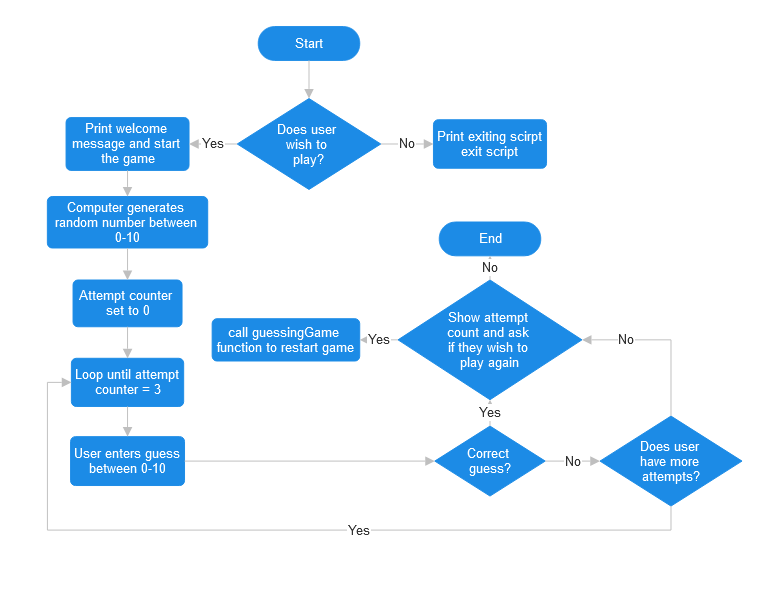 Start
Does user
wish to
play?
Yes
No
Print welcome
message and start
the game
Print exiting scirpt
exit script
Computer generates
random number between
0-10
Attempt counter
set to 0
Loop until attempt
counter = 3
User enters guess
between 0-10
Correct
guess?
No
Does user
have more
attempts?
Yes
No
Yes
Show attempt
count and ask
if they wish to
play again
Yes
call guessingGame
function to restart game
No
End